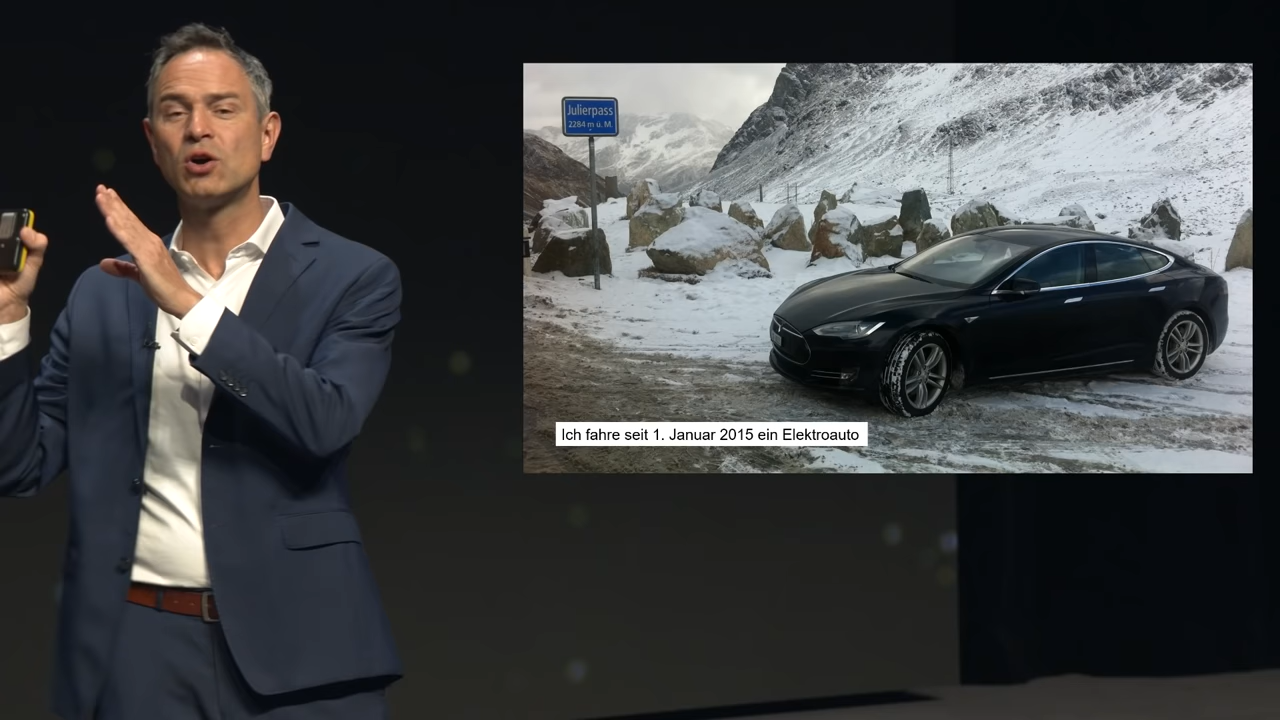 Julierpass
2284 m ü. M.
Ich fahre seit 1. Januar 2015 ein Elektroauto